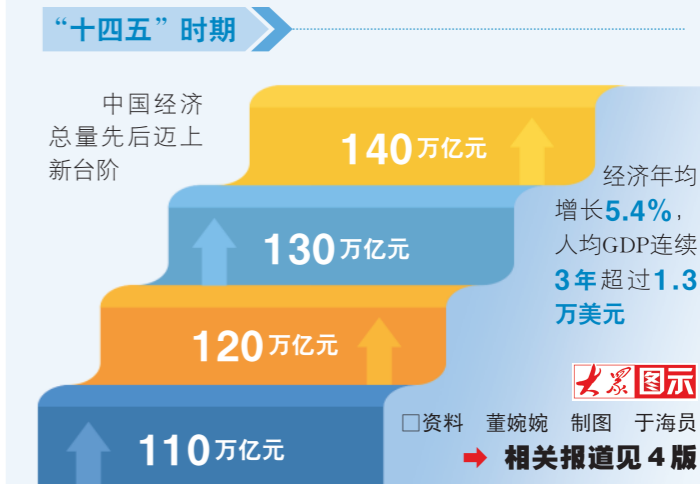 “十四五”时期
中国经济
总量先后迈上
新台阶
140万亿元
130万亿元
120万亿元
110万亿元
经济年均
增长5.4%，
人均GDP连续
3年超过1.3
万美元
大众图示
□资料 董婉婉 制图 于海员
➡ 相关报道见4版